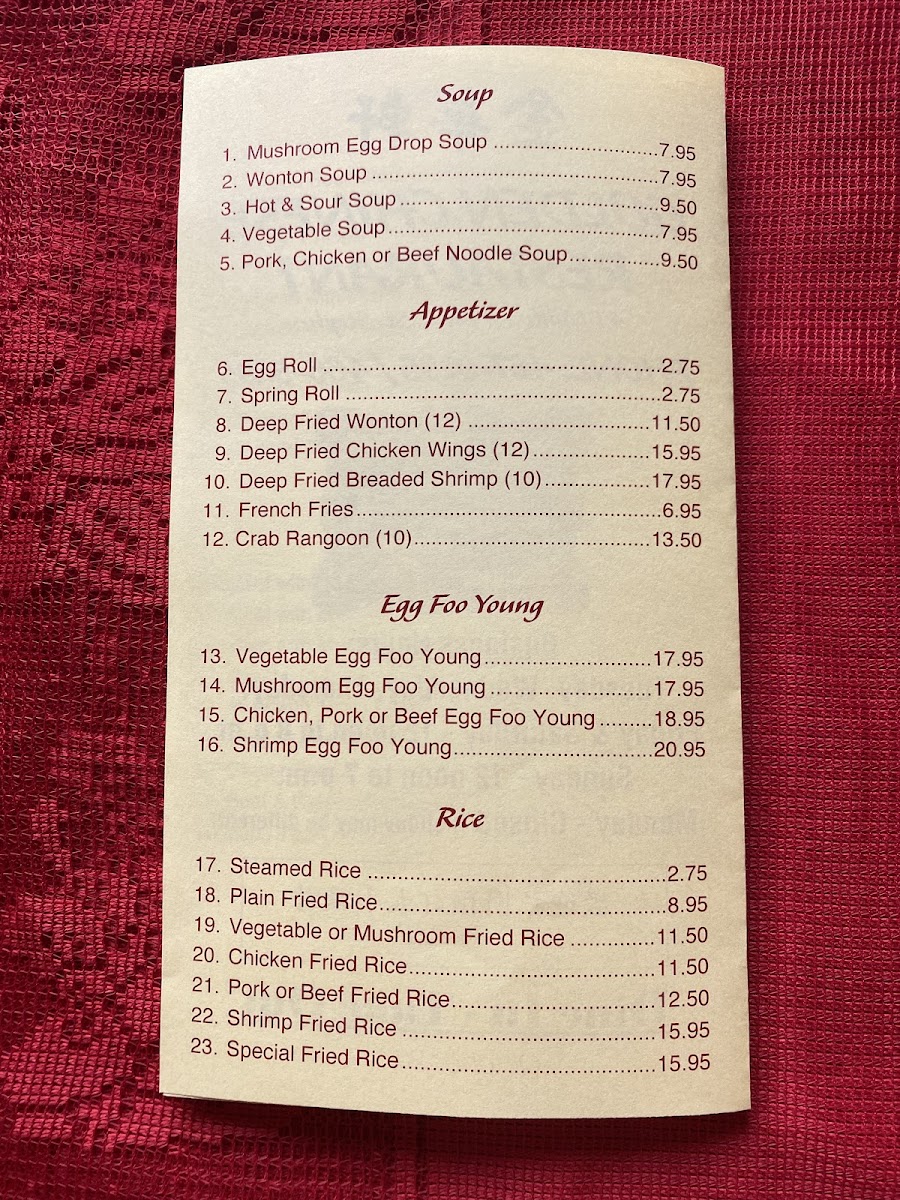 Soup
1. Mushroom Egg Drop Soup ............................7.95
2. Wonton Soup .................................................7.95
3. Hot & Sour Soup ............................................9.50
4. Vegetable Soup..............................................7.95
5. Pork, Chicken or Beef Noodle Soup...............9.50
Appetizer
6. Egg Roll .........................................................2.75
7. Spring Roll .....................................................2.75
8. Deep Fried Wonton (12) ...............................11.50
9. Deep Fried Chicken Wings (12)....................15.95
10. Deep Fried Breaded Shrimp (10)..................17.95
11. French Fries....................................................6.95
12. Crab Rangoon (10)........................................13.50
Egg Foo Young
13. Vegetable Egg Foo Young............................17.95
14. Mushroom Egg Foo Young ...........................17.95
15. Chicken, Pork or Beef Egg Foo Young .........18.95
16. Shrimp Egg Foo Young.................................20.95
Rice
17. Steamed Rice .................................................2.75
18. Plain Fried Rice...............................................8.95
19. Vegetable or Mushroom Fried Rice .............11.50
20. Chicken Fried Rice.........................................11.50
21. Pork or Beef Fried Rice.................................12.50
22. Shrimp Fried Rice .........................................15.95
23. Special Fried Rice.........................................15.95